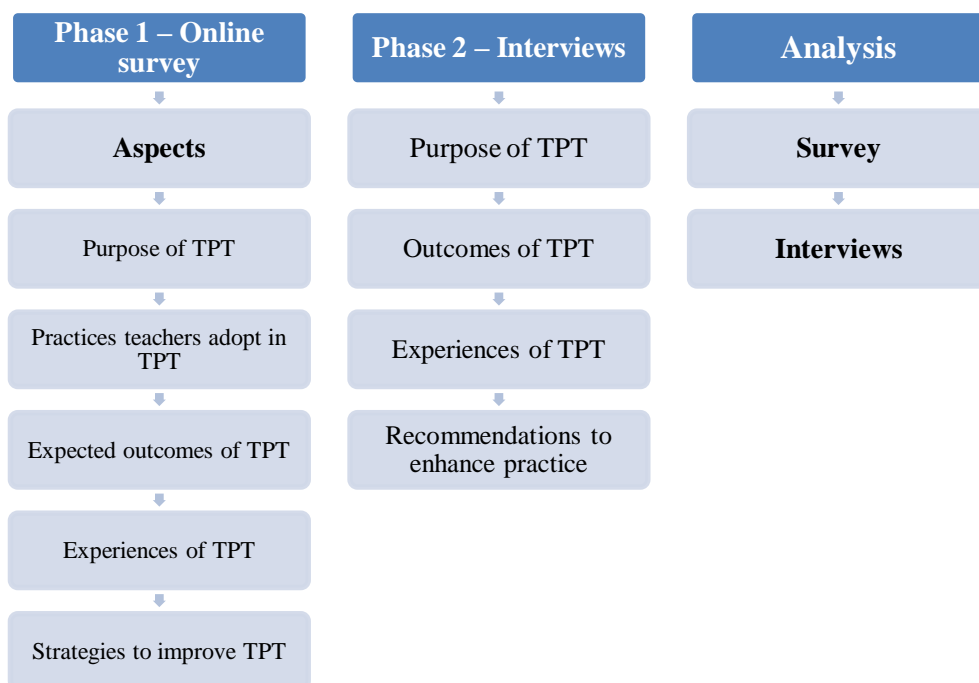 Phase 1 – Online
survey
Aspects
Purpose of TPT
Practices teachers adopt in
TPT
Expected outcomes of TPT
Experiences of TPT
Strategies to improve TPT
Phase 2 – Interviews
Purpose of TPT
Outcomes of TPT
Experiences of TPT
Recommendations to
enhance practice
Analysis
Survey
Interviews